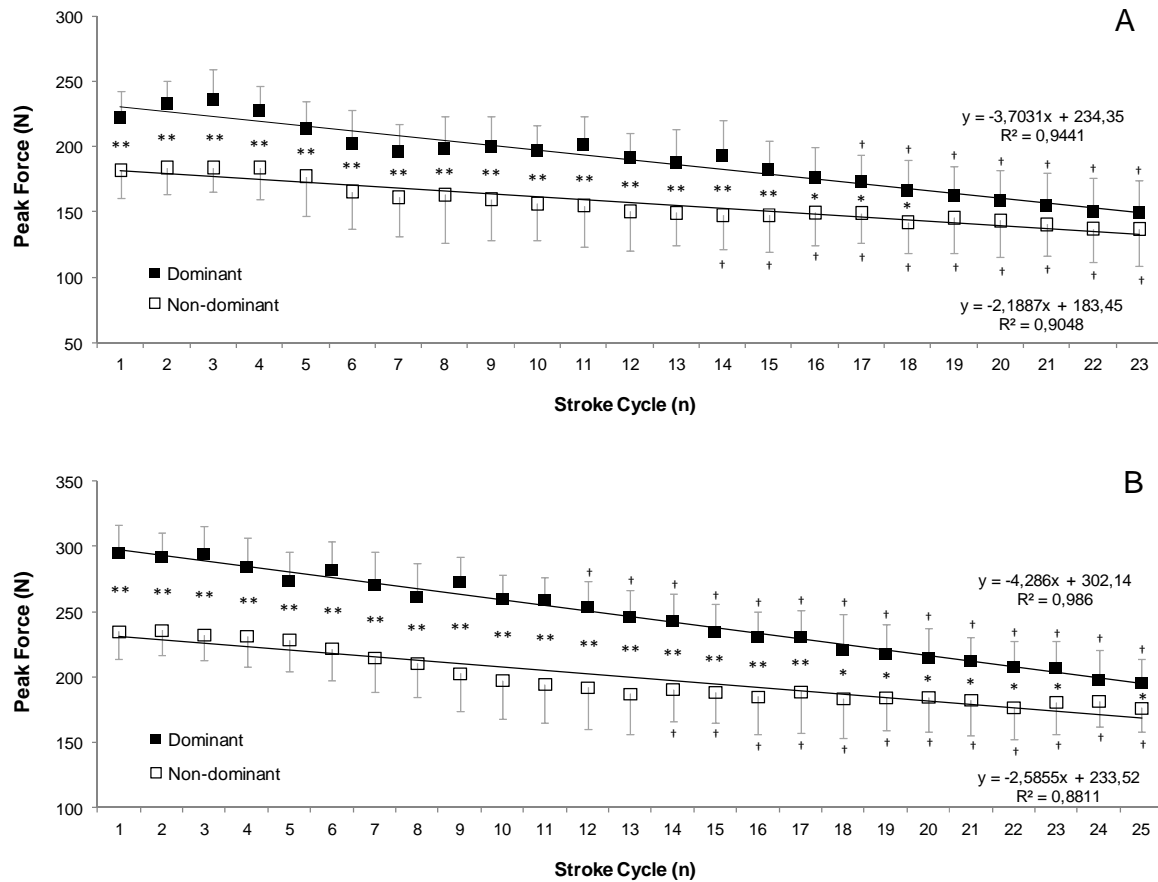 A
Peak Force (N)
300
250
200
150
100
50
y = -3,7031x + 234,35
R² = 0,9441
† † † † † † †
** ** ** ** ** ** ** ** ** ** ** ** ** ** ** * * *
† † † † † † † † † †
Dominant
Non-dominant
y = -2,1887x + 183,45
R² = 0,9048
1 2 3 4 5 6 7 8 9 10 11 12 13 14 15 16 17 18 19 20 21 22 23
Stroke Cycle (n)
B
Peak Force (N)
350
300
250
200
150
100
y = -4,286x + 302,14
R² = 0,986
† † † † † † † † † † † † † †
** ** ** ** ** ** ** ** ** ** ** ** ** ** ** ** ** * * * * * * *
† † † † † † † † † † † †
Dominant
Non-dominant
y = -2,5855x + 233,52
R² = 0,8811
1 2 3 4 5 6 7 8 9 10 11 12 13 14 15 16 17 18 19 20 21 22 23 24 25
Stroke Cycle (n)